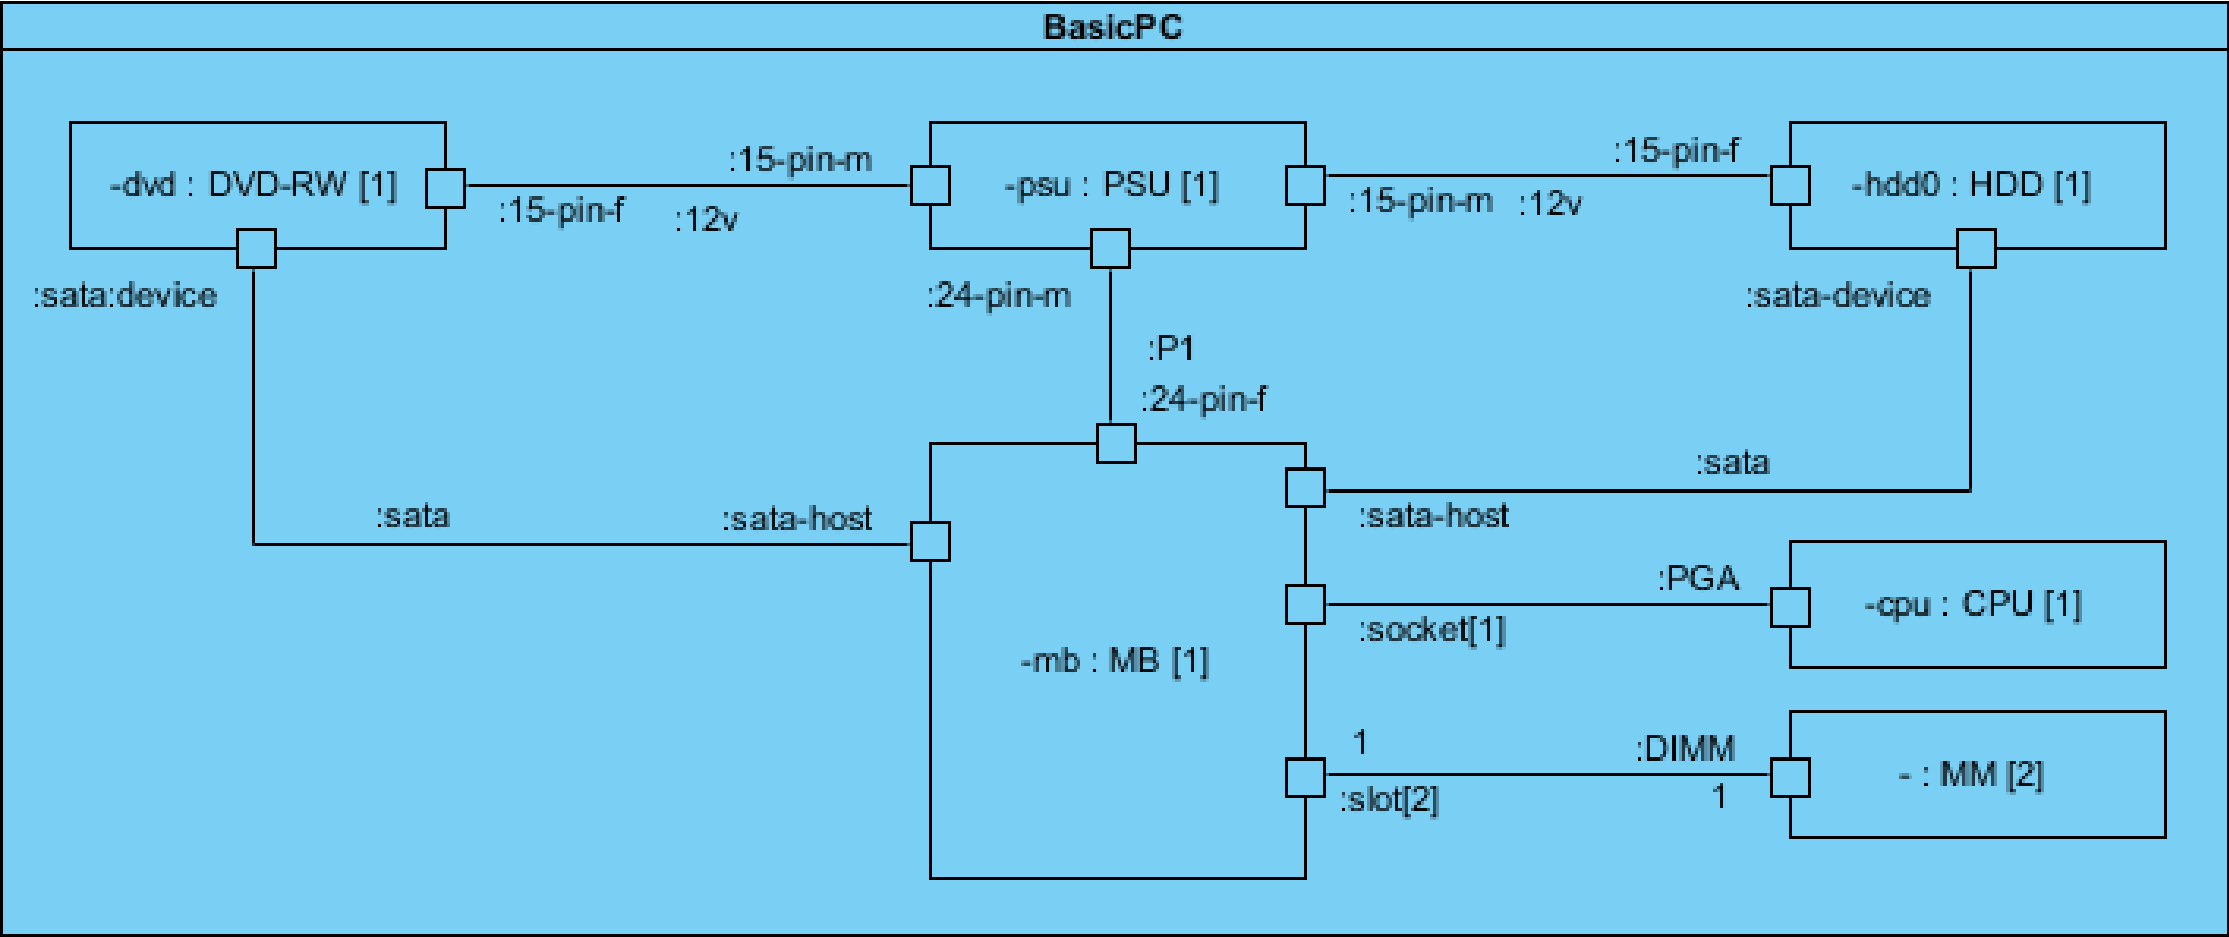 BasicPC
:15-pin-m
:15-pin-f
-dvd : DVD-RW [1]
-psu : PSU [1]
-hdd0 : HDD [1]
:15-pin-f
:12v
:15-pin-m
:12v
:sata:device
:24-pin-m
:sata-device
:P1
:24-pin-f
:sata
:sata
:sata-host
:sata-host
:PGA
-cpu : CPU [1]
:socket[1]
-mb : MB [1]
1
:DIMM
- : MM [2]
:slot[2]
1